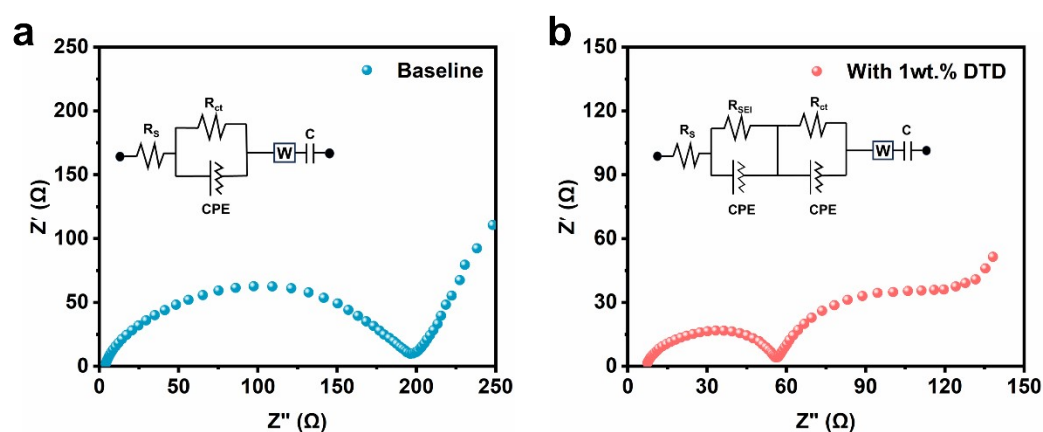 a
250
200
150
100
50
0
Z′ (Ω)
0 50 100 150 200 250
Z″ (Ω)
Baseline
R_S
R_ct
CPE
W
C
b
150
120
90
60
30
0
Z′ (Ω)
0 30 60 90 120 150
Z″ (Ω)
With 1wt.% DTD
R_S
R_SEI
R_ct
CPE
CPE
W
C